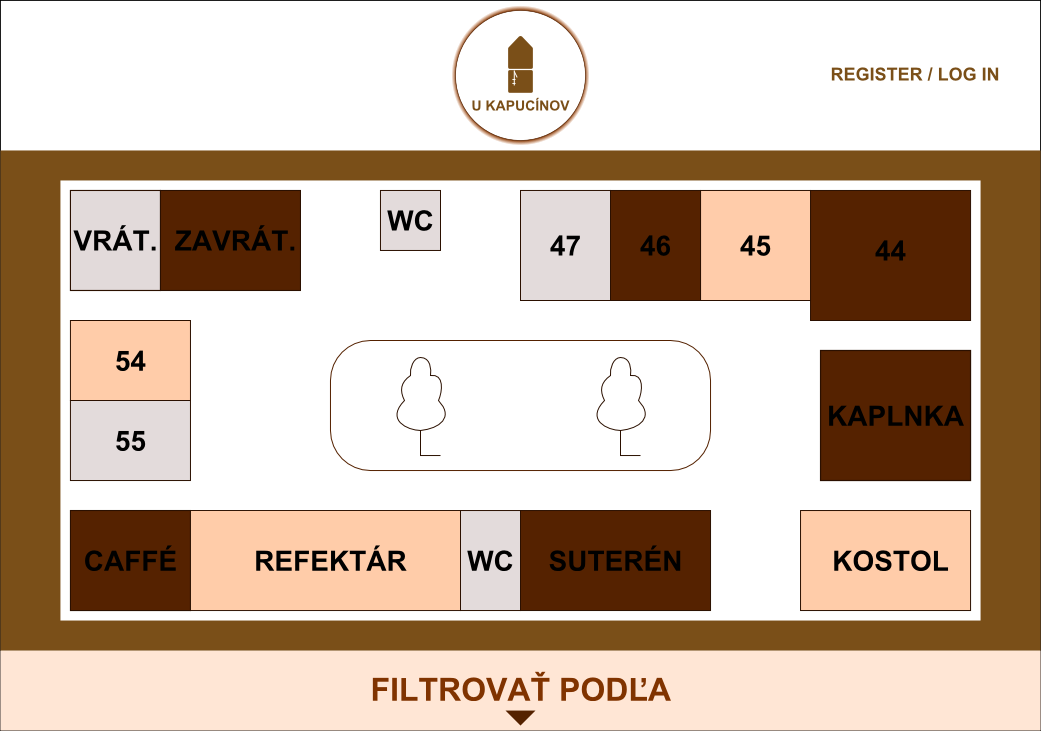 U KAPUCÍNOV
REGISTER / LOG IN
VRÁT.
ZAVRÁT.
WC
47
46
45
44
54
55
KAPLNKA
CAFFÉ
REFEKTÁR
WC
SUTERÉN
KOSTOL
FILTROVAŤ PODĽA